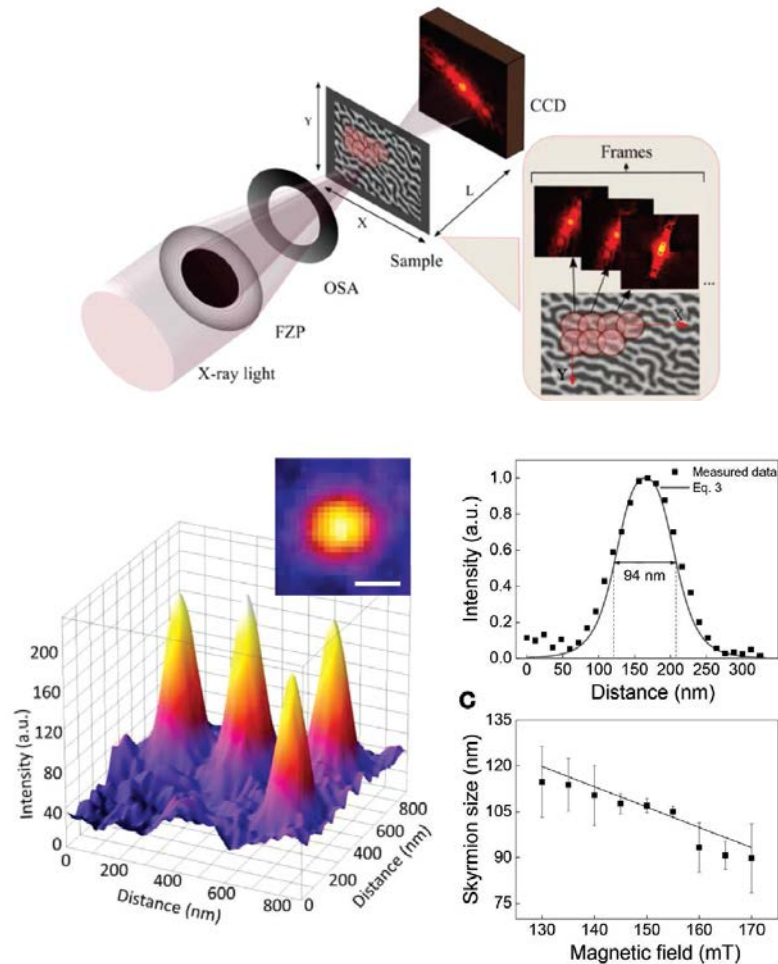 CCD
Y
Frames
L
X
Sample
OSA
...
FZP
X
X-ray light
Y
Intensity (a.u.)
200
160
120
80
40
0
0
200
400
600
800
Distance (nm)
0
200
400
600
800
Distance (nm)
Intensity (a.u.)
1.0
0.8
0.6
0.4
0.2
0.0
Measured data
Eq. 3
94 nm
0 50 100 150 200 250 300
Distance (nm)
C
Skyrmion size (nm)
135
120
105
90
75
130 140 150 160 170
Magnetic field (mT)